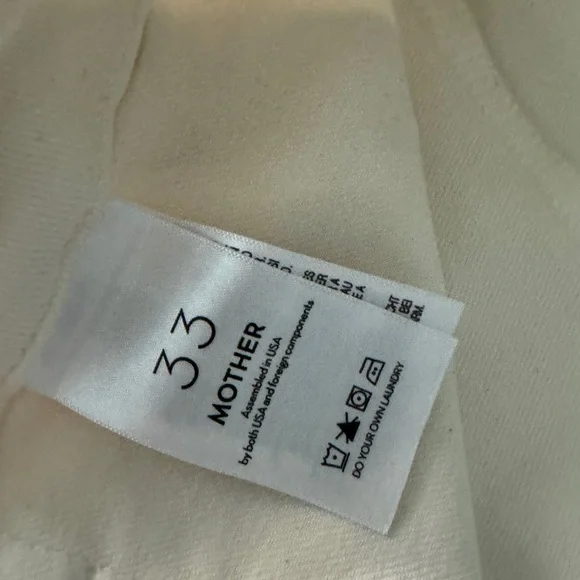 33
MOTHER
Assembled in USA
by both USA and foreign components
DO YOUR OWN LAUNDRY